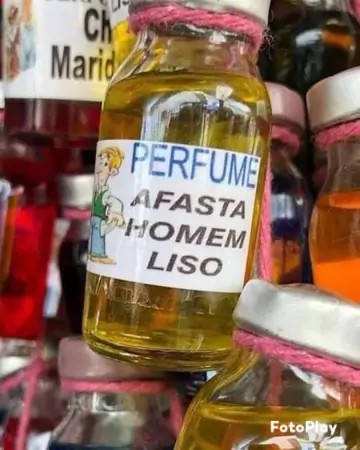 Ch
Marid
PERFUME
AFASTA
HOMEM
LISO
FotoPlay